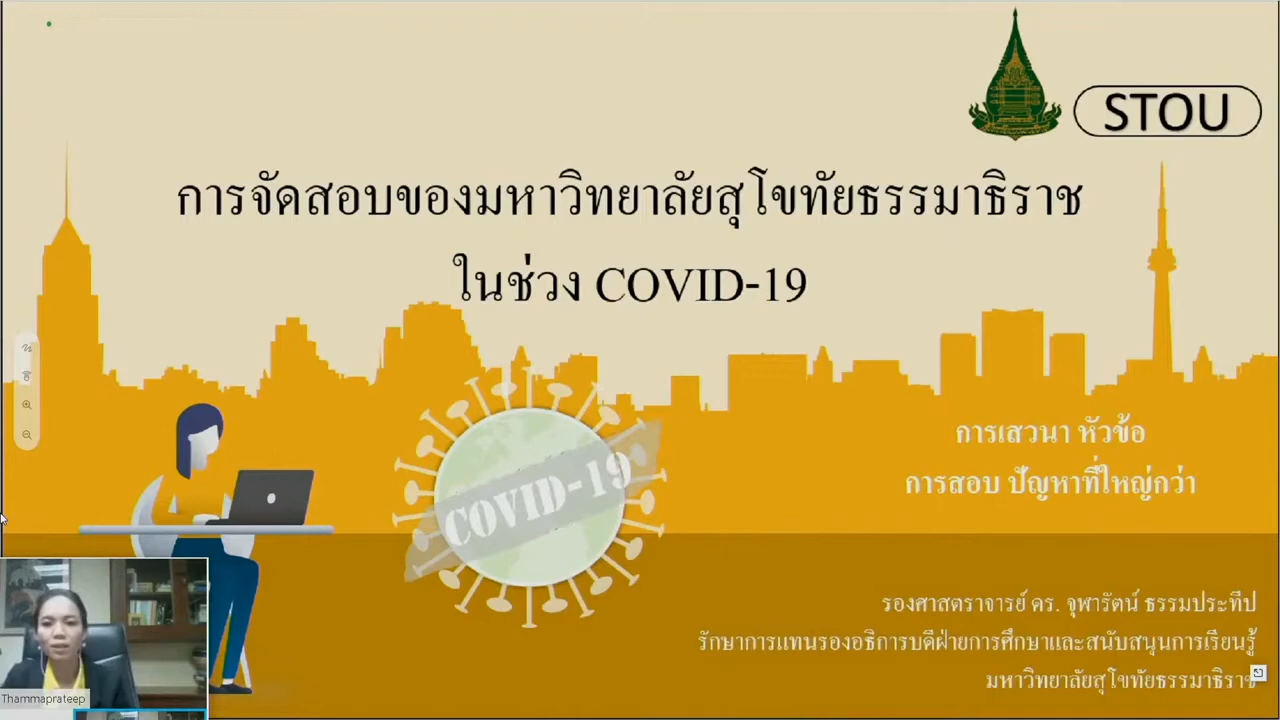 STOU
การจัดสอบของมหาวิทยาลัยสุโขทัยธรรมาธิราช
ในช่วง COVID-19
การเสวนา หัวข้อ
การสอบ ปัญหาที่ใหญ่กว่า
COVID-19
รองศาสตราจารย์ ดร. จุฬารัตน์ ธรรมประทีป
รักษาการแทนรองอธิการบดีฝ่ายการศึกษาและสนับสนุนการเรียนรู้
มหาวิทยาลัยสุโขทัยธรรมาธิราช
Thammaprateep